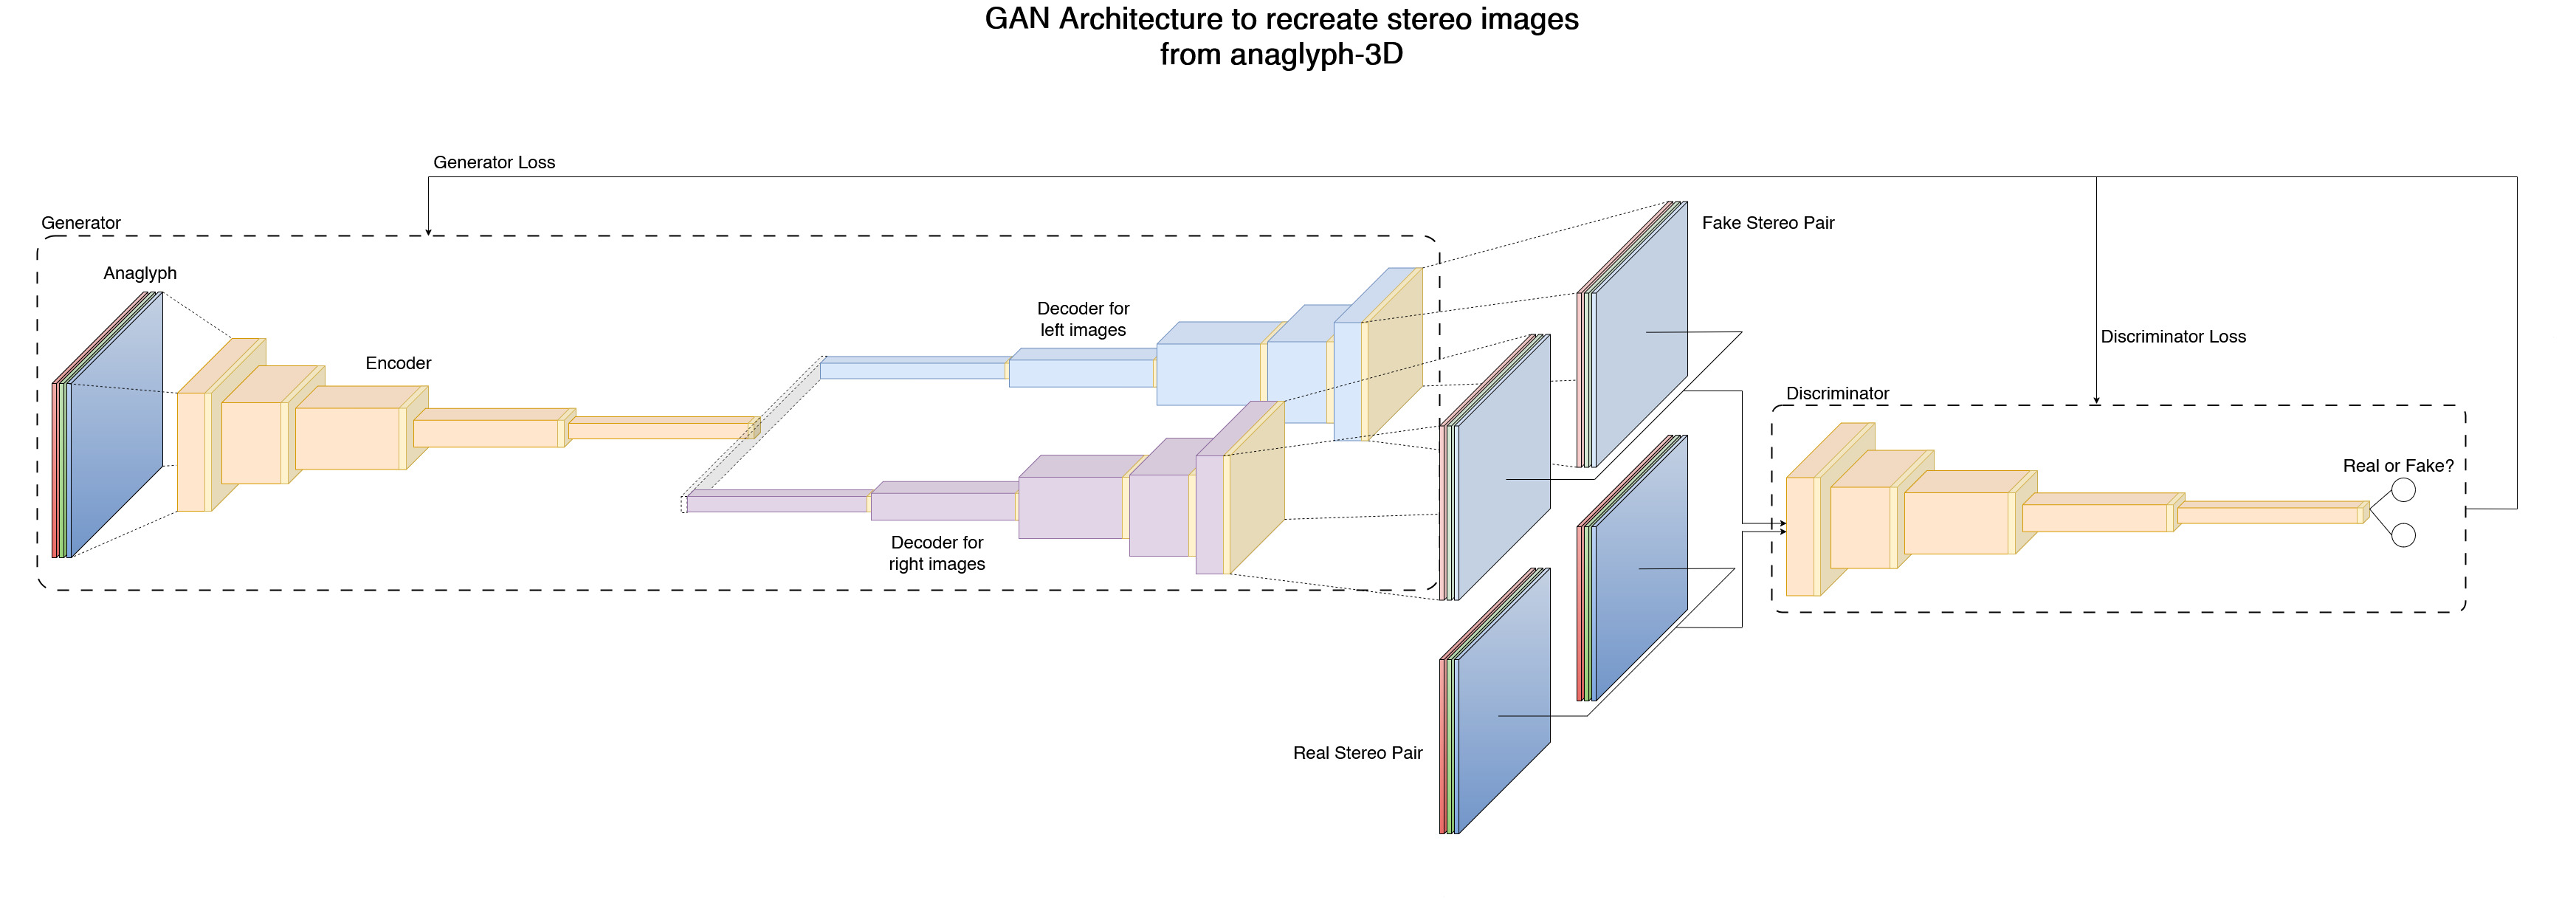 GAN Architecture to recreate stereo images
from anaglyph-3D
Generator Loss
Generator
Anaglyph
Encoder
Decoder for
left images
Decoder for
right images
Fake Stereo Pair
Real Stereo Pair
Discriminator Loss
Discriminator
Real or Fake?